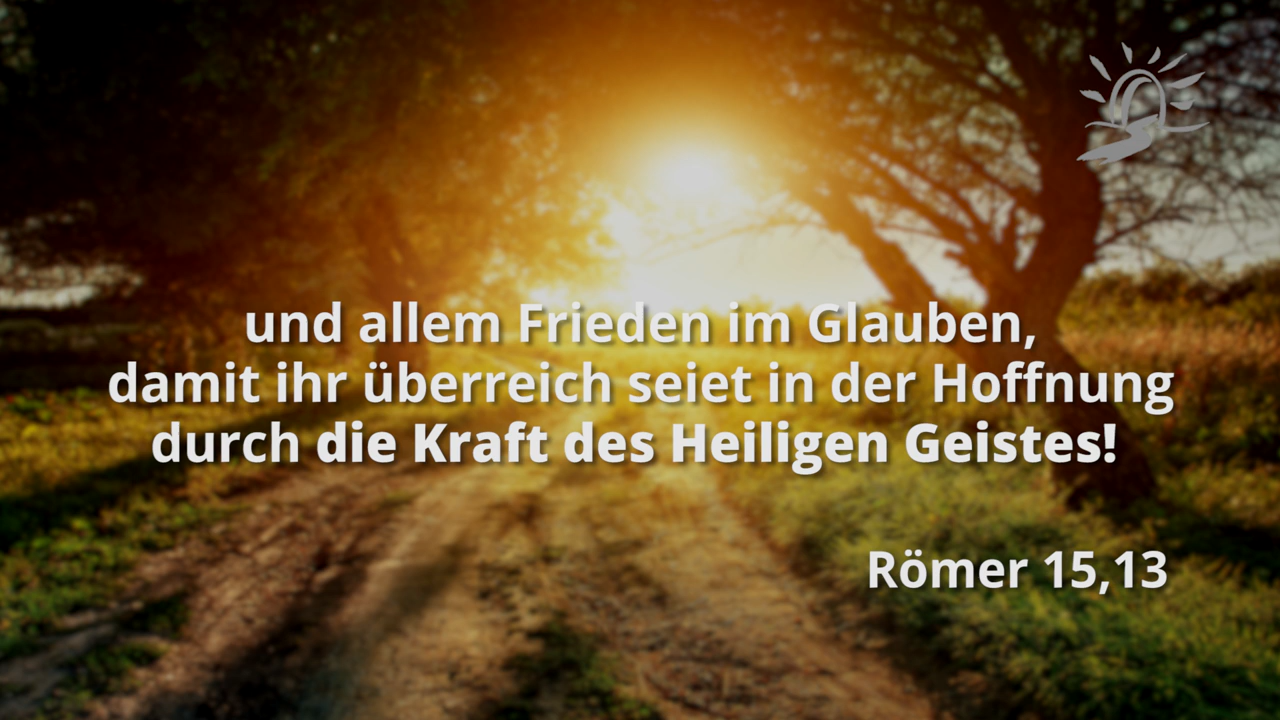 und allem Frieden im Glauben,
damit ihr überreich seiet in der Hoffnung
durch die Kraft des Heiligen Geistes!
Römer 15,13